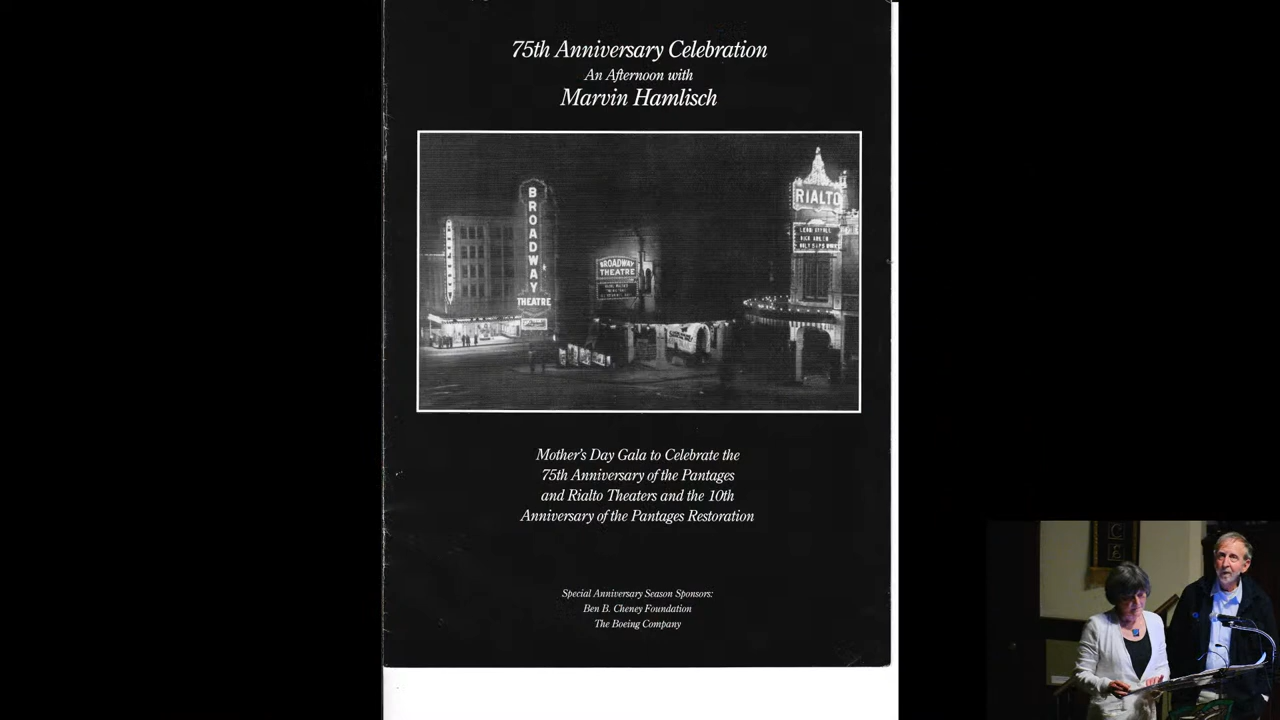 75th Anniversary Celebration
An Afternoon with
Marvin Hamlisch
BROADWAY
THEATRE
BROADWAY
THEATRE
RIALTO
Mother's Day Gala to Celebrate the
75th Anniversary of the Pantages
and Rialto Theaters and the 10th
Anniversary of the Pantages Restoration
Special Anniversary Season Sponsors:
Ben B. Cheney Foundation
The Boeing Company
C
E